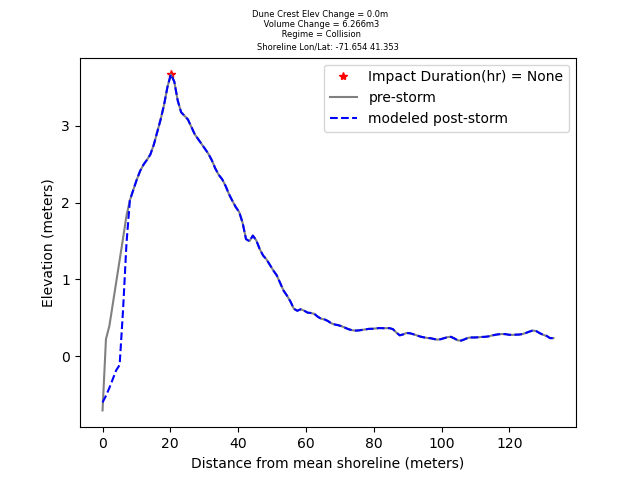 Dune Crest Elev Change = 0.0m
Volume Change = 6.266m3
Regime = Collision
Shoreline Lon/Lat: -71.654 41.353
Impact Duration(hr) = None
pre-storm
modeled post-storm
Elevation (meters)
3
2
1
0
0 20 40 60 80 100 120
Distance from mean shoreline (meters)